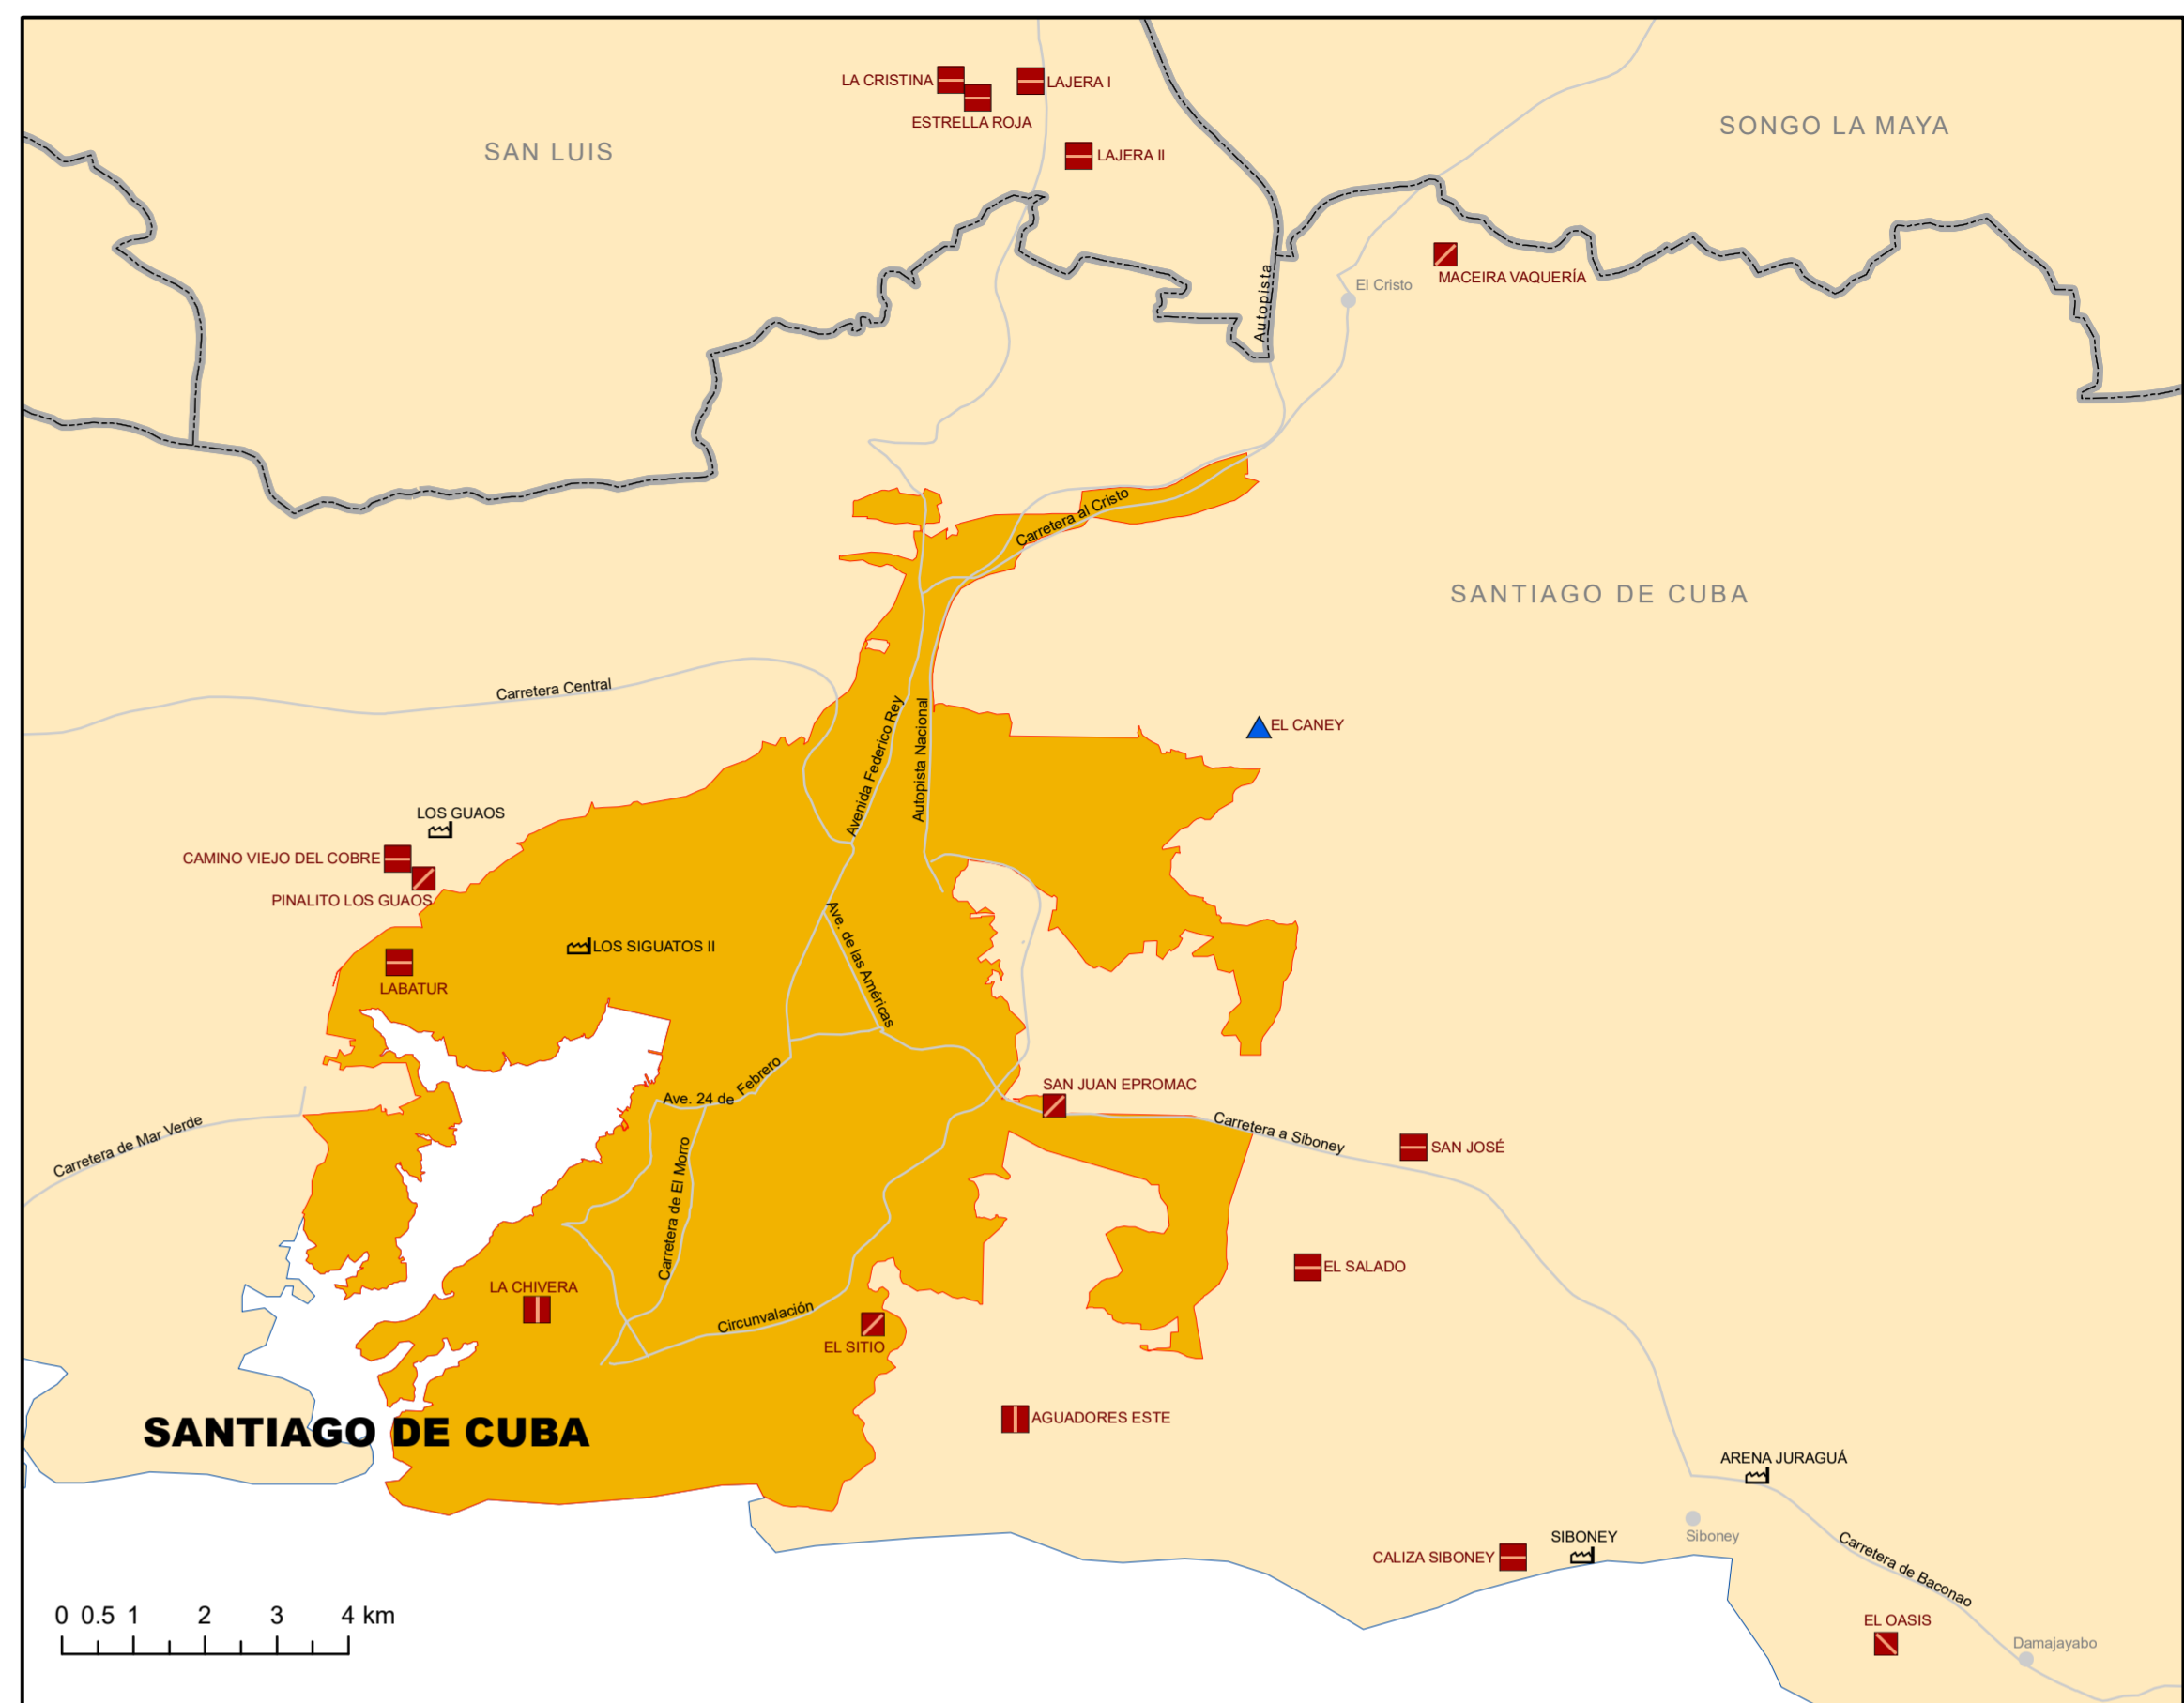 LA CRISTINA
LAJERA I
ESTRELLA ROJA
SONGO LA MAYA
SAN LUIS
LAJERA II
MACEIRA VAQUERÍA
El Cristo
Autopista
Carretera al Cristo
SANTIAGO DE CUBA
Carretera Central
Avenida Federico Rey
Autopista Nacional
EL CANEY
LOS GUAOS
CAMINO VIEJO DEL COBRE
PINALITO LOS GUAOS
LOS SIGUATOS II
Ave. de las Américas
LABATUR
Ave. 24 de Febrero
SAN JUAN EPROMAC
Carretera de Mar Verde
Carretera a Siboney
SAN JOSÉ
Carretera de El Morro
EL SALADO
LA CHIVERA
Circunvalación
EL SITIO
AGUADORES ESTE
SANTIAGO DE CUBA
ARENA JURAGUÁ
Siboney
SIBONEY
CALIZA SIBONEY
Carretera de Baconao
0 0.5 1 2 3 4 km
EL OASIS
Damajayabo